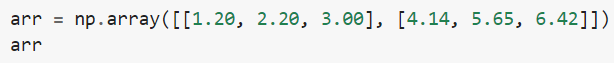 arr = np.array([[1.20, 2.20, 3.00], [4.14, 5.65, 6.42]])
arr